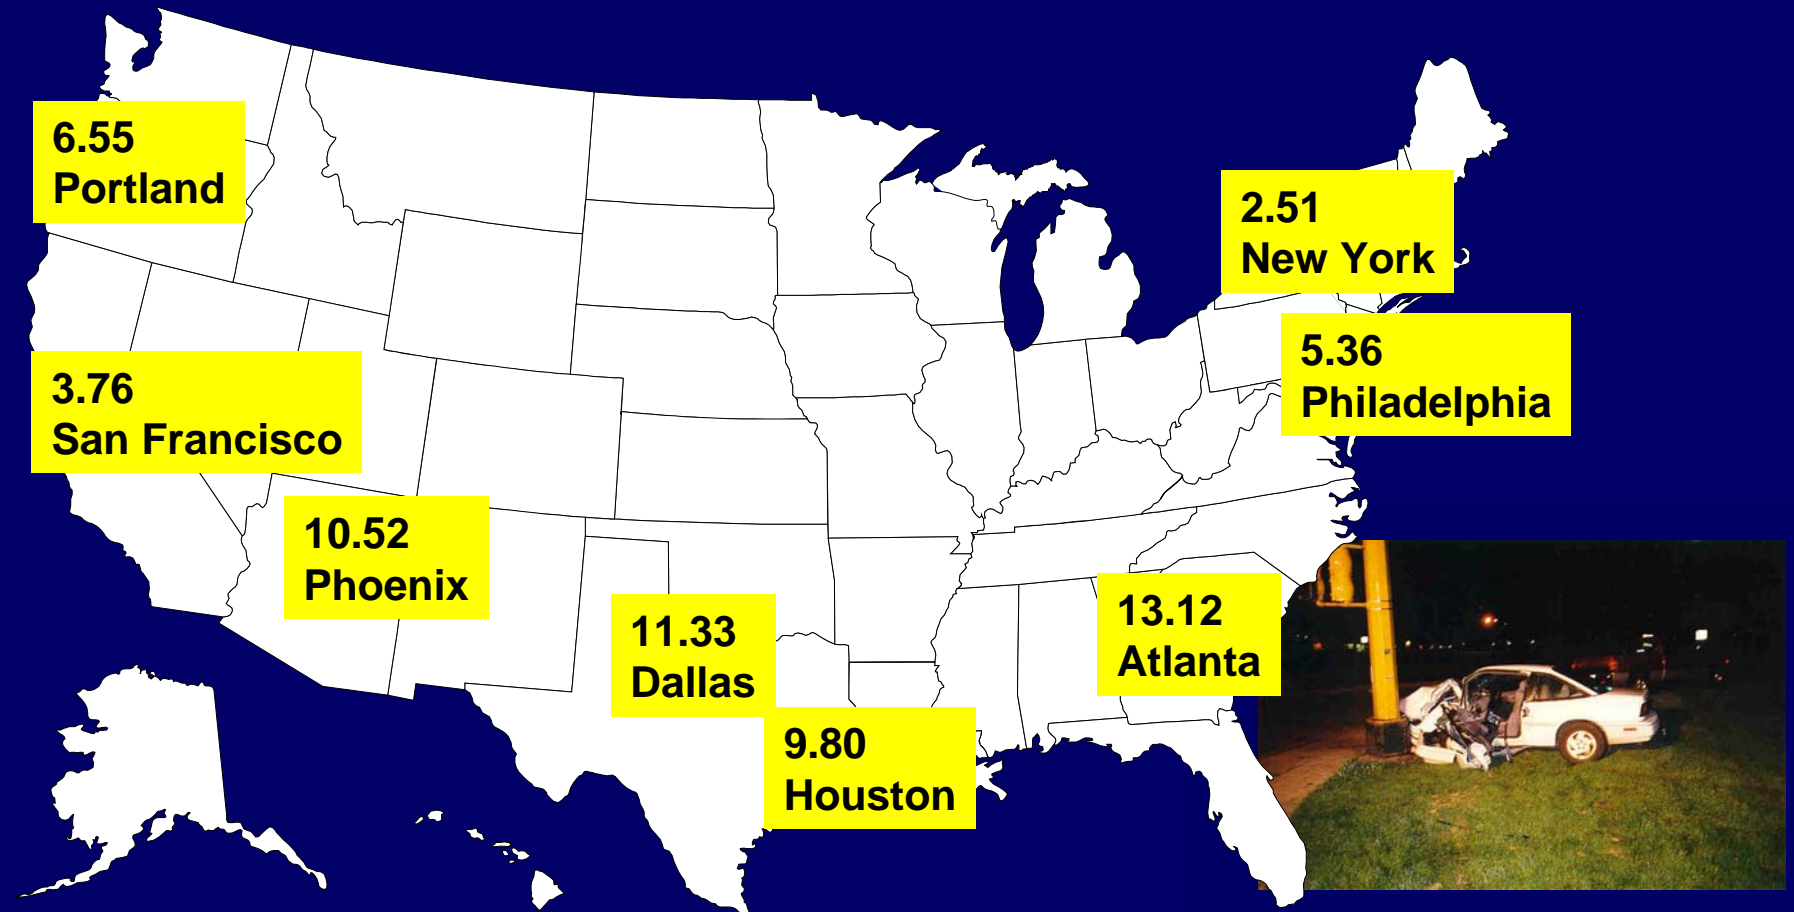 6.55
Portland
2.51
New York
5.36
Philadelphia
3.76
San Francisco
10.52
Phoenix
11.33
Dallas
13.12
Atlanta
9.80
Houston